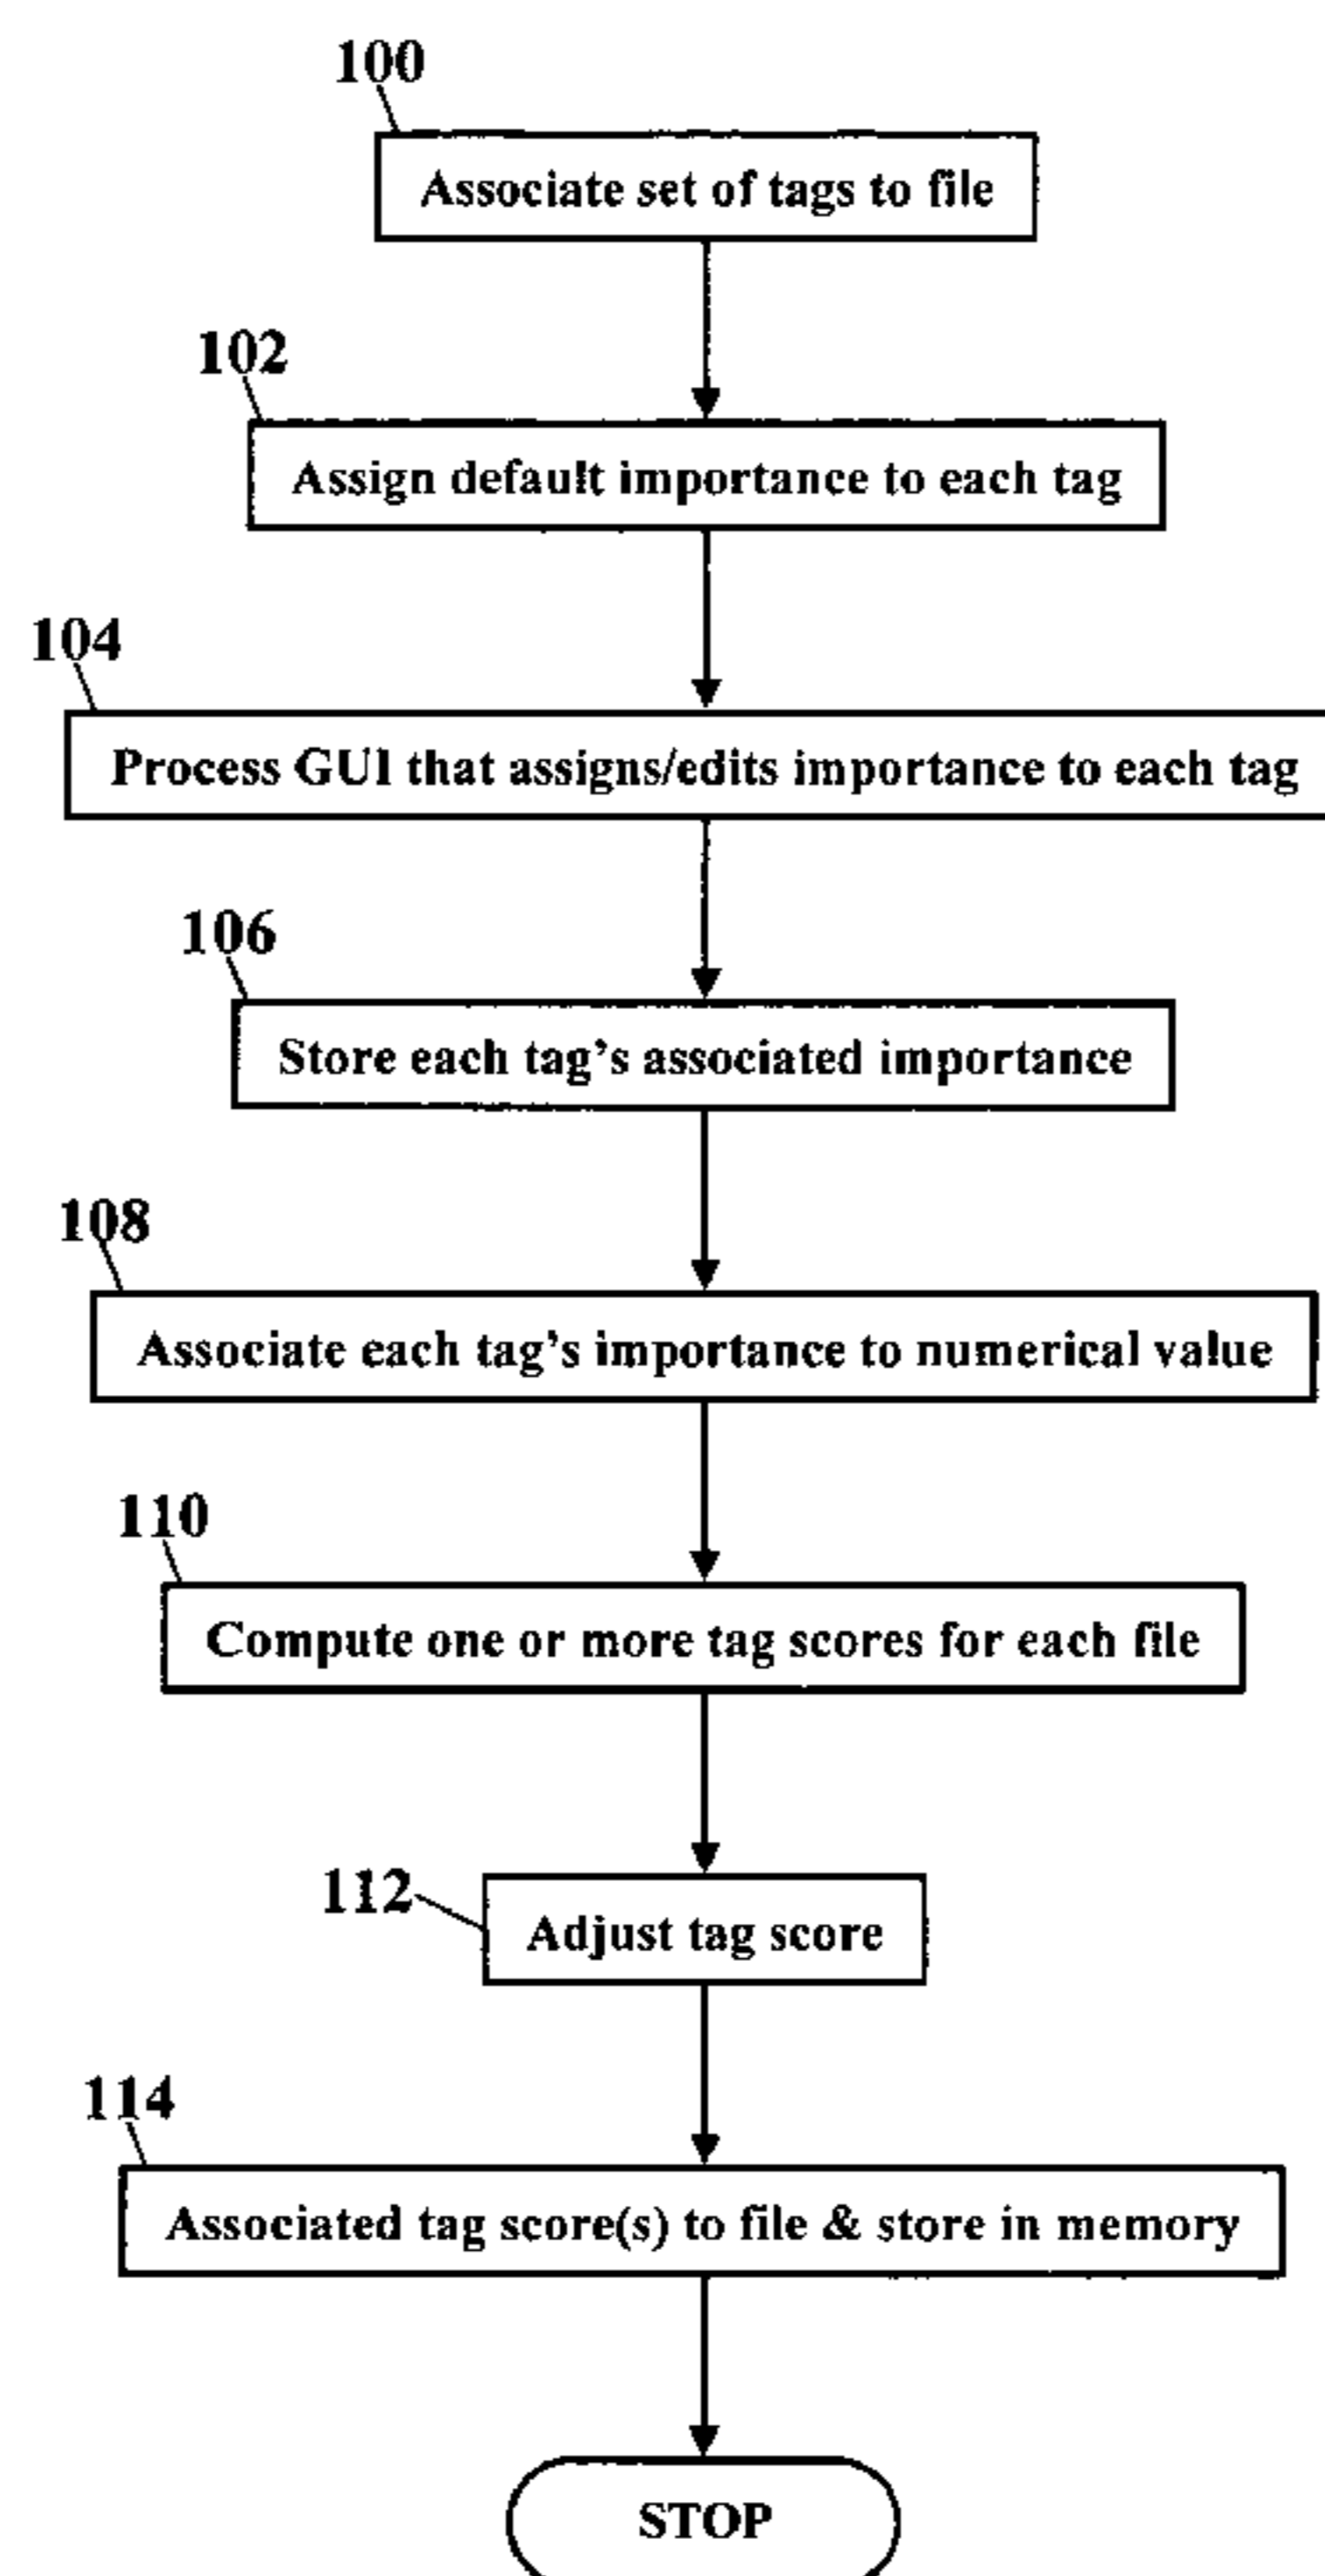 100
Associate set of tags to file
102
Assign default importance to each tag
104
Process GUI that assigns/edits importance to each tag
106
Store each tag's associated importance
108
Associate each tag's importance to numerical value
110
Compute one or more tag scores for each file
112
Adjust tag score
114
Associated tag score(s) to file & store in memory
STOP